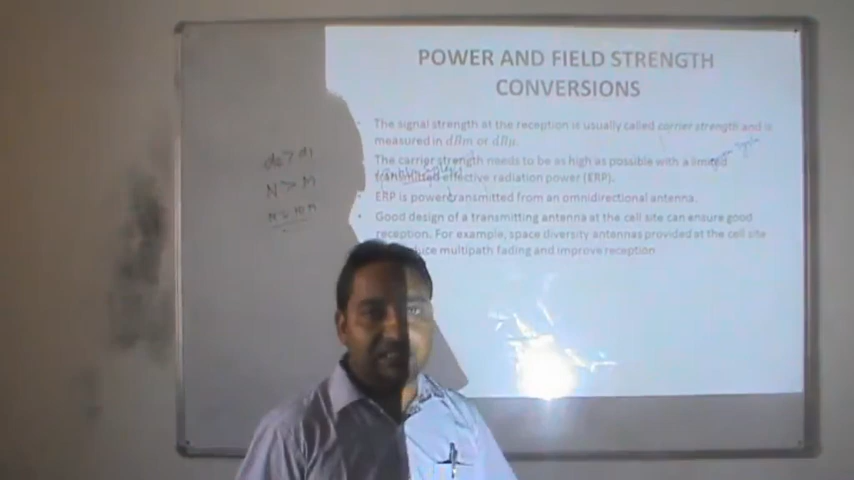 POWER AND FIELD STRENGTH
CONVERSIONS
The signal strength at the reception is usually called carrier strength and is
measured in dBm or dBµ.
The carrier strength needs to be as high as possible with a limited
transmitted effective radiation power (ERP).
ERP is power transmitted from an omnidirectional antenna.
Good design of a transmitting antenna at the cell site can ensure good
reception. For example, space diversity antennas provided at the cell site
multipath fading and improve reception
N > M